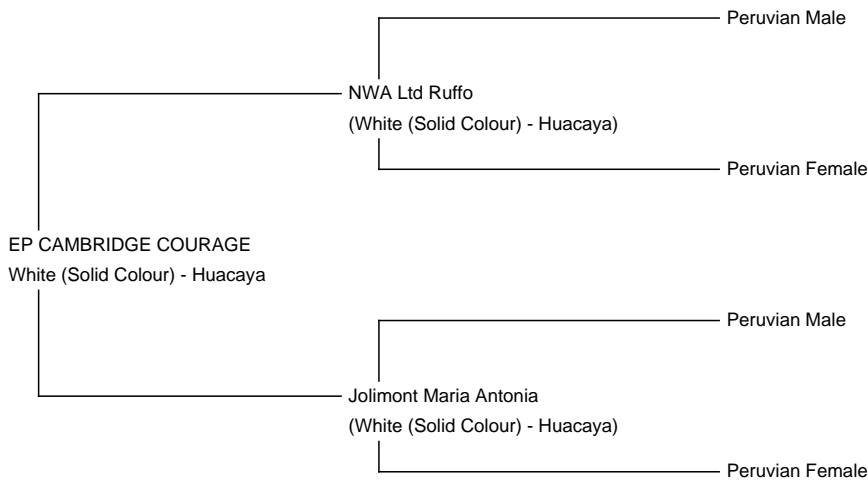 Peruvian Male
NWA Ltd Ruffo
(White (Solid Colour) - Huacaya)
Peruvian Female
EP CAMBRIDGE COURAGE
White (Solid Colour) - Huacaya
Peruvian Male
Jolimont Maria Antonia
(White (Solid Colour) - Huacaya)
Peruvian Female